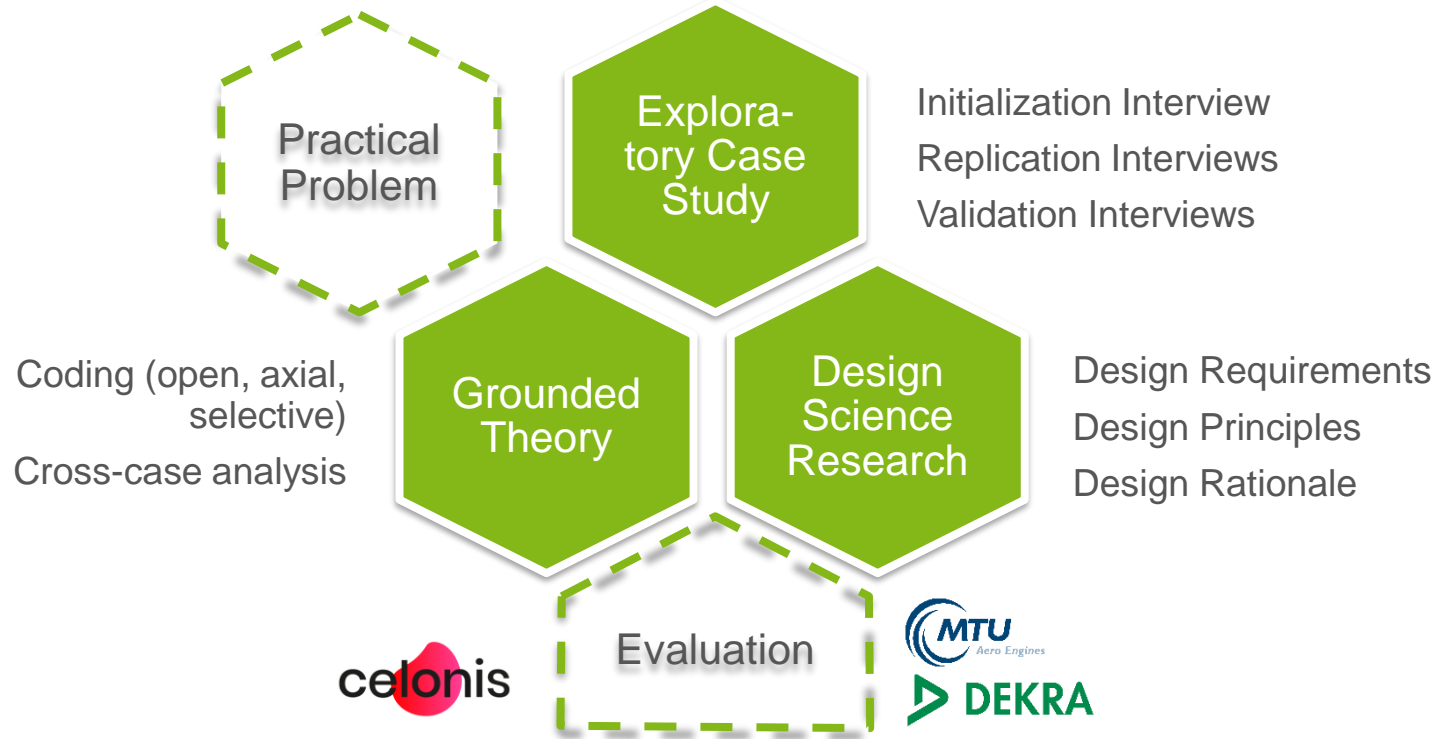 Practical
Problem
Explora-
tory Case
Study
Initialization Interview
Replication Interviews
Validation Interviews
Coding (open, axial,
selective)
Cross-case analysis
Grounded
Theory
Design
Science
Research
Design Requirements
Design Principles
Design Rationale
Evaluation
celonis
MTU
Aero Engines
DEKRA